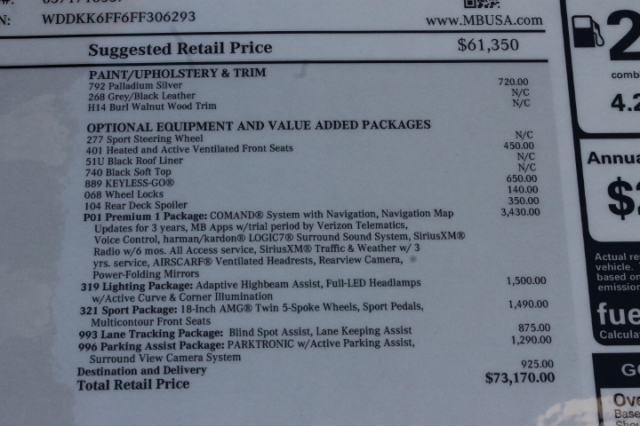 N: WDDKK6FF6FF306293
www.MBUSA.com
Suggested Retail Price $61,350
PAINT/UPHOLSTERY & TRIM
792 Palladium Silver 720.00
268 Grey/Black Leather N/C
H14 Burl Walnut Wood Trim N/C
OPTIONAL EQUIPMENT AND VALUE ADDED PACKAGES
277 Sport Steering Wheel N/C
401 Heated and Active Ventilated Front Seats 450.00
51U Black Roof Liner N/C
740 Black Soft Top N/C
889 KEYLESS-GO® 650.00
068 Wheel Locks 140.00
104 Rear Deck Spoiler 350.00
P01 Premium 1 Package: COMAND® System with Navigation, Navigation Map 3,430.00
Updates for 3 years, MB Apps w/trial period by Verizon Telematics,
Voice Control, harman/kardon® LOGIC7® Surround Sound System, SiriusXM®
Radio w/6 mos. All Access service, SiriusXM® Traffic & Weather w/ 3
yrs. service, AIRSCARF® Ventilated Headrests, Rearview Camera,
Power-Folding Mirrors
319 Lighting Package: Adaptive Highbeam Assist, Full-LED Headlamps 1,500.00
w/Active Curve & Corner Illumination
321 Sport Package: 18-Inch AMG® Twin 5-Spoke Wheels, Sport Pedals, 1,490.00
Multicontour Front Seats
993 Lane Tracking Package: Blind Spot Assist, Lane Keeping Assist 875.00
996 Parking Assist Package: PARKTRONIC w/Active Parking Assist, 1,290.00
Surround View Camera System
Destination and Delivery 925.00
Total Retail Price $73,170.00
2
comb
4.2
Annua
$
Actual re
vehicle.
based on
emission
fue
Calcula
GO
Ove
Base